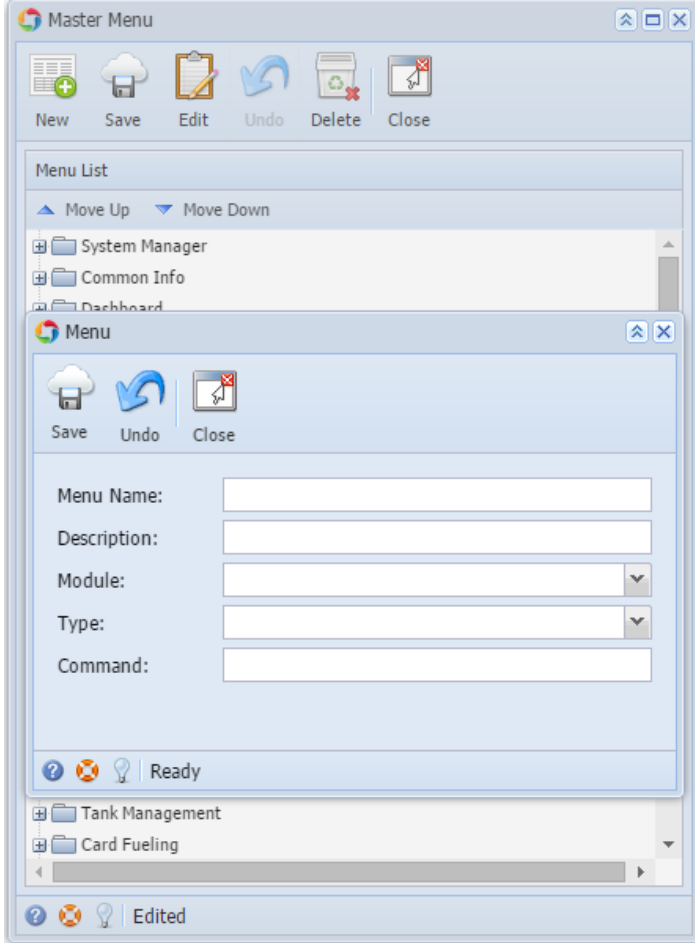 Master Menu
New Save Edit Undo Delete Close
Menu List
Move Up Move Down
System Manager
Common Info
Dashboard
Menu
Save Undo Close
Menu Name:
Description:
Module:
Type:
Command:
Ready
Tank Management
Card Fueling
Edited